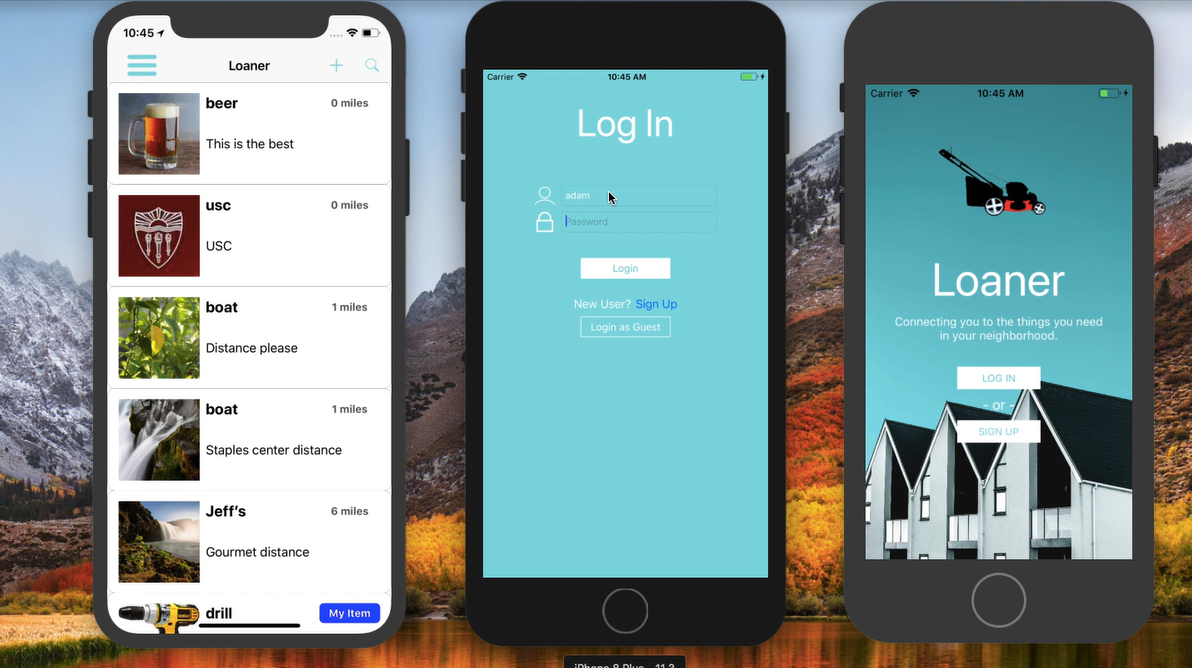 10:45
Loaner
beer
0 miles
This is the best
usc
0 miles
USC
boat
1 miles
Distance please
boat
1 miles
Staples center distance
Jeff's
6 miles
Gourmet distance
drill
My Item
Carrier
10:45 AM
Log In
adam
Password
Login
New User? Sign Up
Login as Guest
iPhone 8 Plus – 11.3
Carrier
10:45 AM
Loaner
Connecting you to the things you need
in your neighborhood.
LOG IN
- or -
SIGN UP